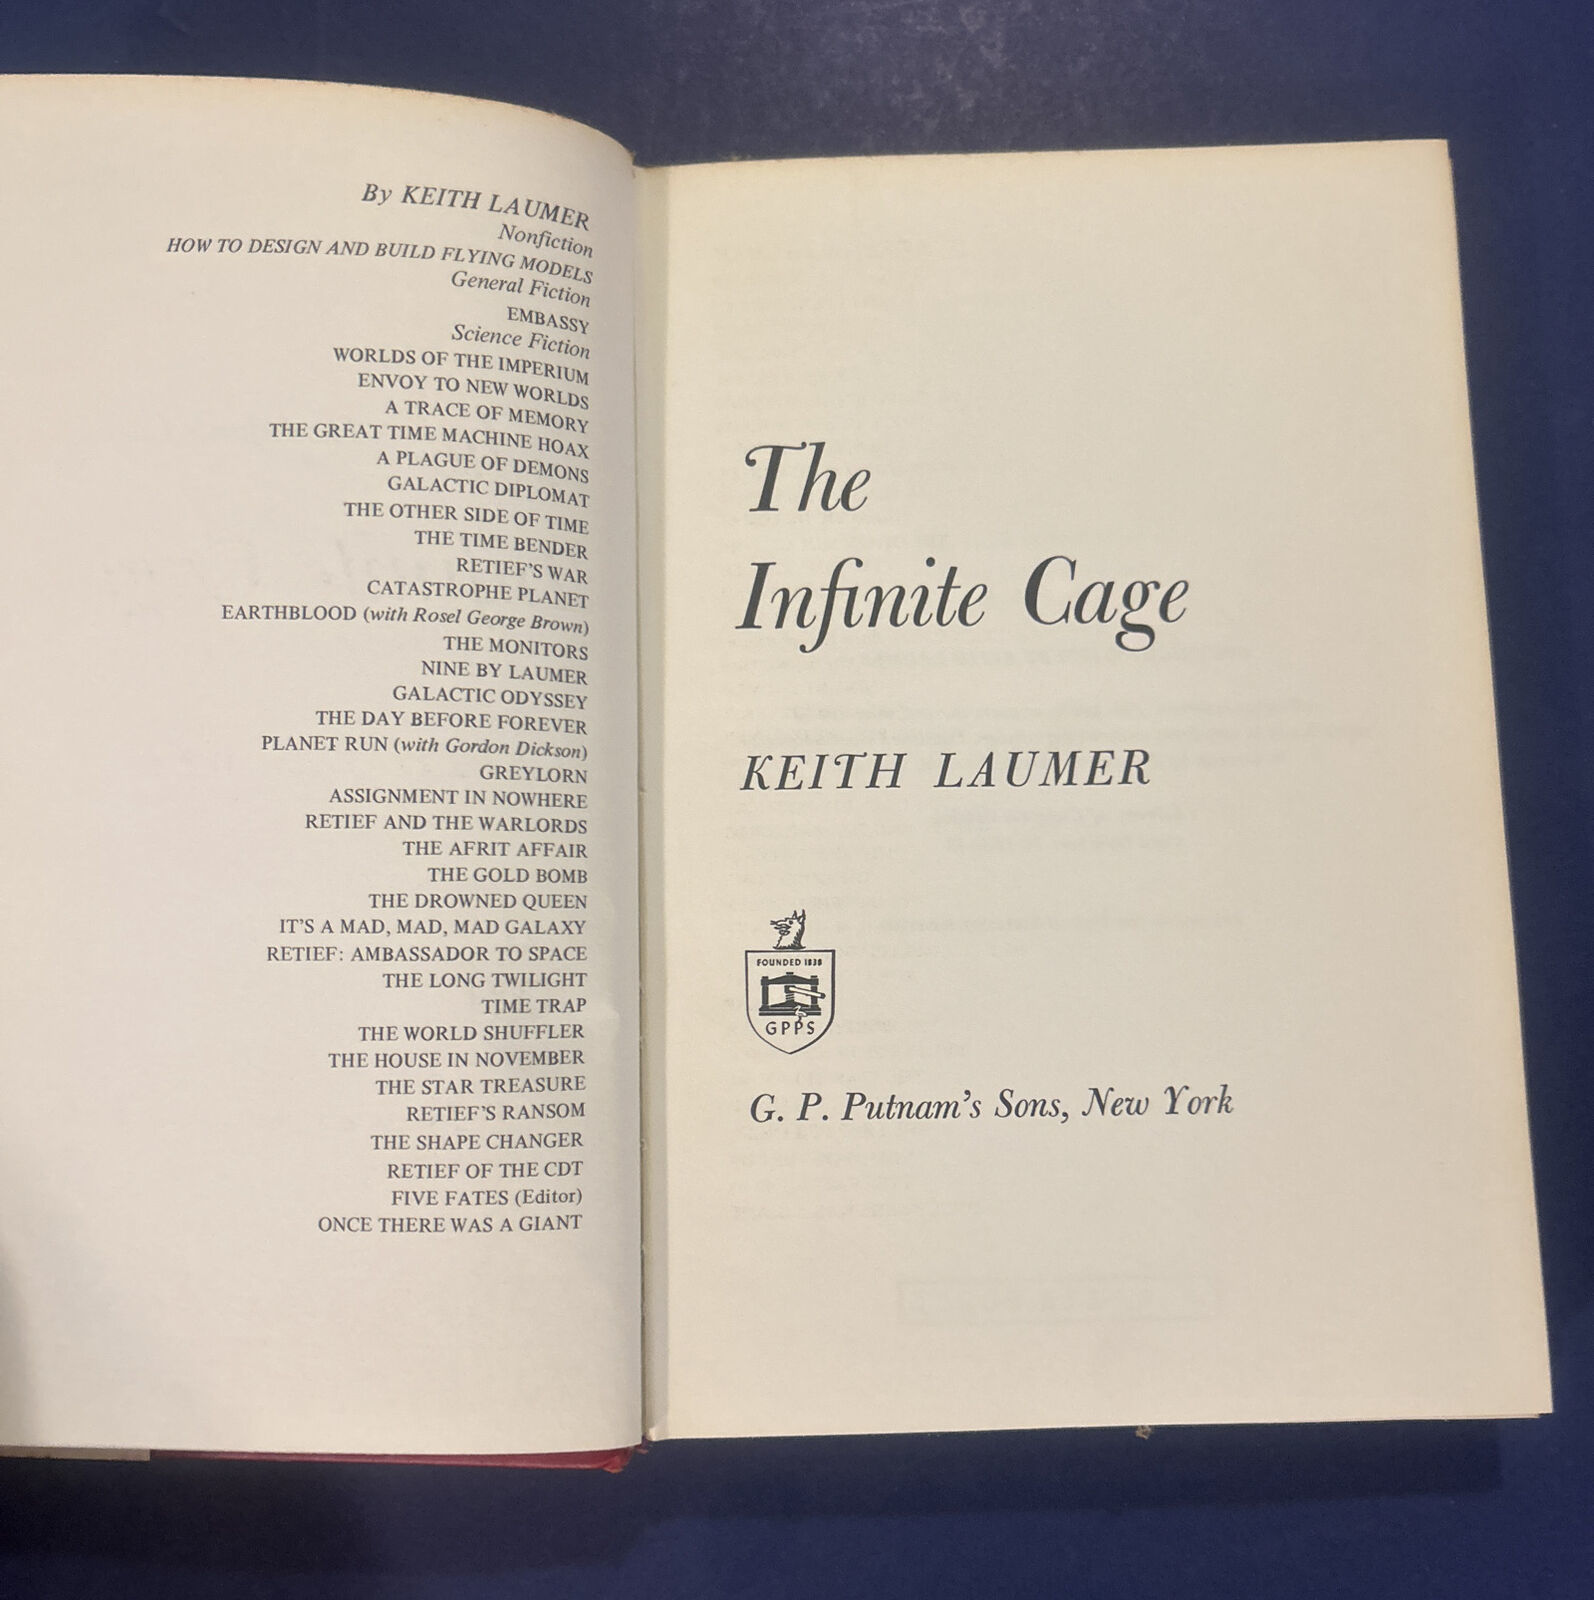 By KEITH LAUMER
Nonfiction
HOW TO DESIGN AND BUILD FLYING MODELS
General Fiction
EMBASSY
Science Fiction
WORLDS OF THE IMPERIUM
ENVOY TO NEW WORLDS
A TRACE OF MEMORY
THE GREAT TIME MACHINE HOAX
A PLAGUE OF DEMONS
GALACTIC DIPLOMAT
THE OTHER SIDE OF TIME
THE TIME BENDER
RETIEF'S WAR
CATASTROPHE PLANET
EARTHBLOOD (with Rosel George Brown)
THE MONITORS
NINE BY LAUMER
GALACTIC ODYSSEY
THE DAY BEFORE FOREVER
PLANET RUN (with Gordon Dickson)
GREYLORN
ASSIGNMENT IN NOWHERE
RETIEF AND THE WARLORDS
THE AFRIT AFFAIR
THE GOLD BOMB
THE DROWNED QUEEN
IT'S A MAD, MAD, MAD GALAXY
RETIEF: AMBASSADOR TO SPACE
THE LONG TWILIGHT
TIME TRAP
THE WORLD SHUFFLER
THE HOUSE IN NOVEMBER
THE STAR TREASURE
RETIEF'S RANSOM
THE SHAPE CHANGER
RETIEF OF THE CDT
FIVE FATES (Editor)
ONCE THERE WAS A GIANT
The
Infinite Cage
KEITH LAUMER
FOUNDED 1838
GPPS
G. P. Putnam's Sons, New York